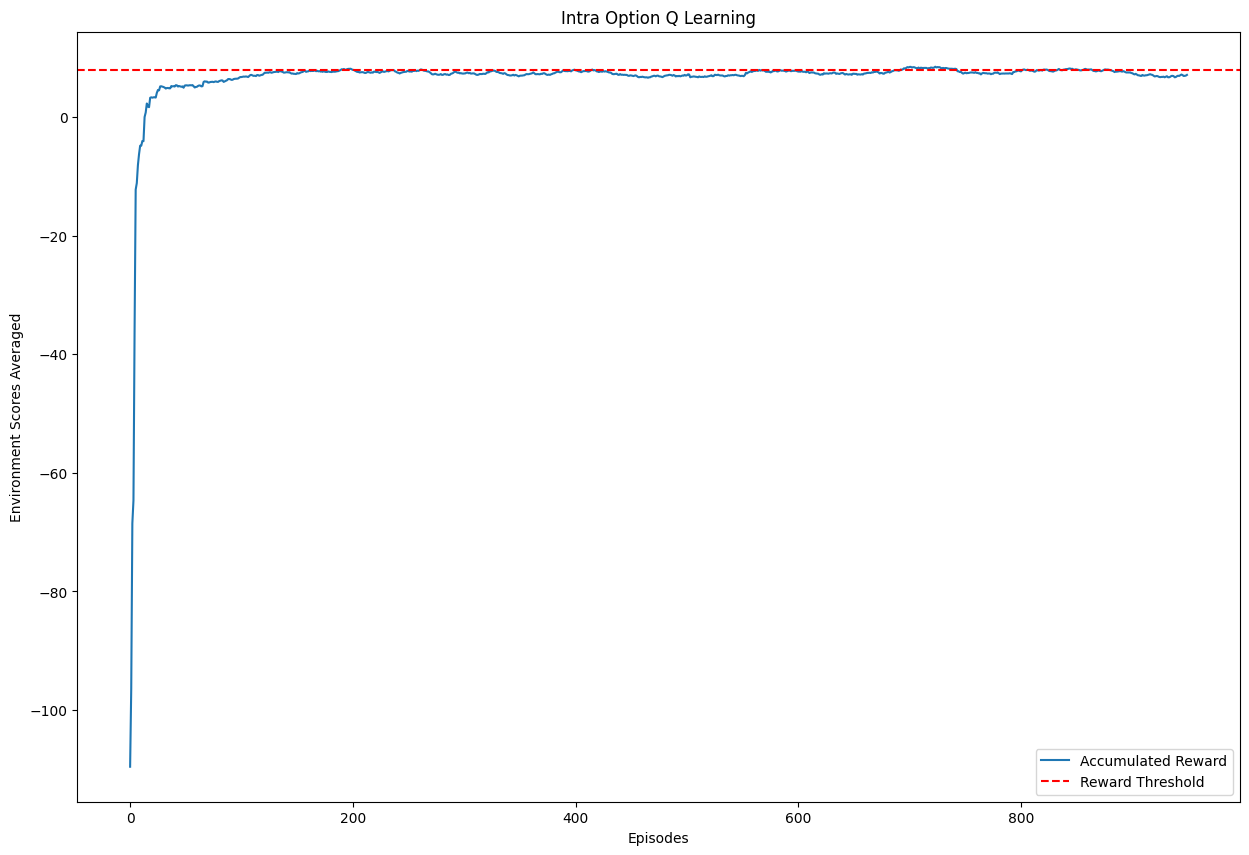 Intra Option Q Learning
Environment Scores Averaged
0
−20
−40
−60
−80
−100
0 200 400 600 800
Episodes
Accumulated Reward
Reward Threshold